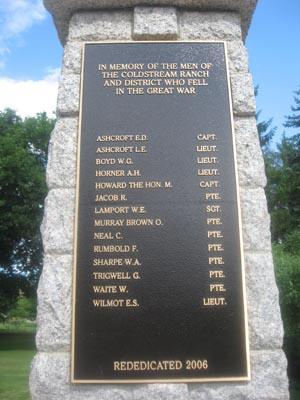 IN MEMORY OF THE MEN OF
THE COLDSTREAM RANCH
AND DISTRICT WHO FELL
IN THE GREAT WAR
ASHCROFT E.D. CAPT.
ASHCROFT L.E. LIEUT.
BOYD W.G. LIEUT.
HORNER A.H. LIEUT.
HOWARD THE HON. M. CAPT.
JACOB R. PTE.
LAMPORT W.E. SGT.
MURRAY BROWN O. PTE.
NEAL C. PTE.
RUMBOLD F. PTE.
SHARPE W.A. PTE.
TRIGWELL G. PTE.
WAITE W. PTE.
WILMOT E.S. LIEUT.
REDEDICATED 2006